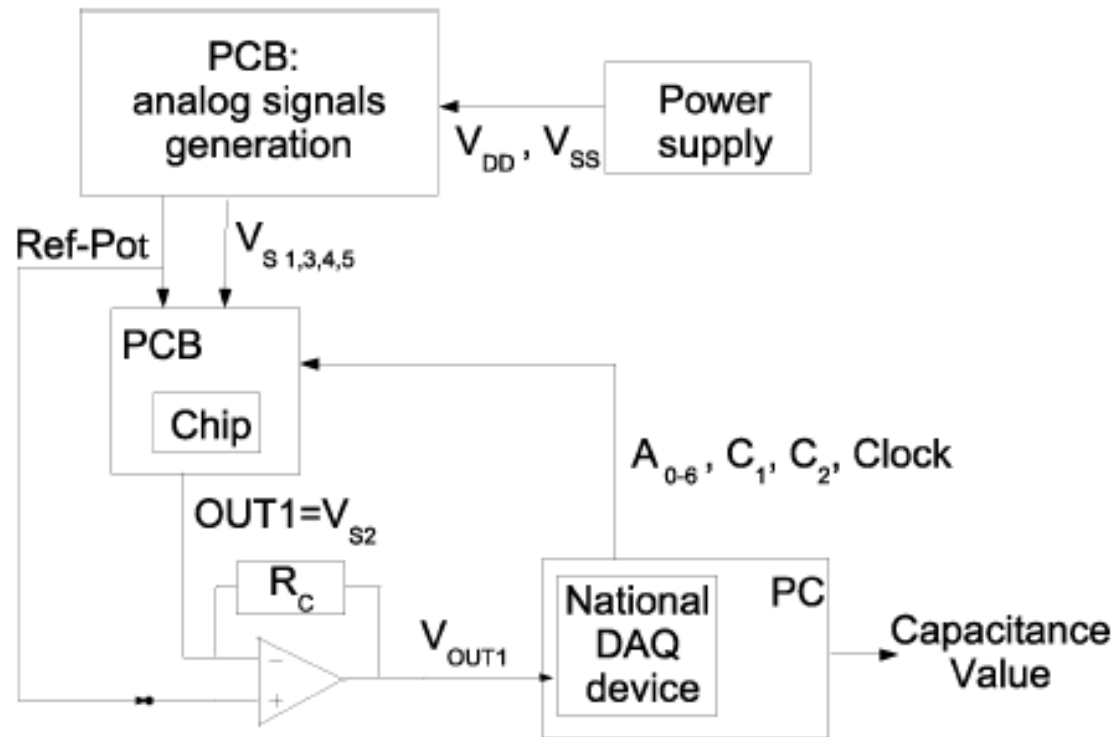 PCB:
analog signals
generation
Power
supply
V_DD , V_SS
Ref-Pot
V_S 1,3,4,5
PCB
Chip
A_0-6, C_1, C_2, Clock
OUT1=V_S2
R_C
−
+
V_OUT1
National
DAQ
device
PC
Capacitance
Value